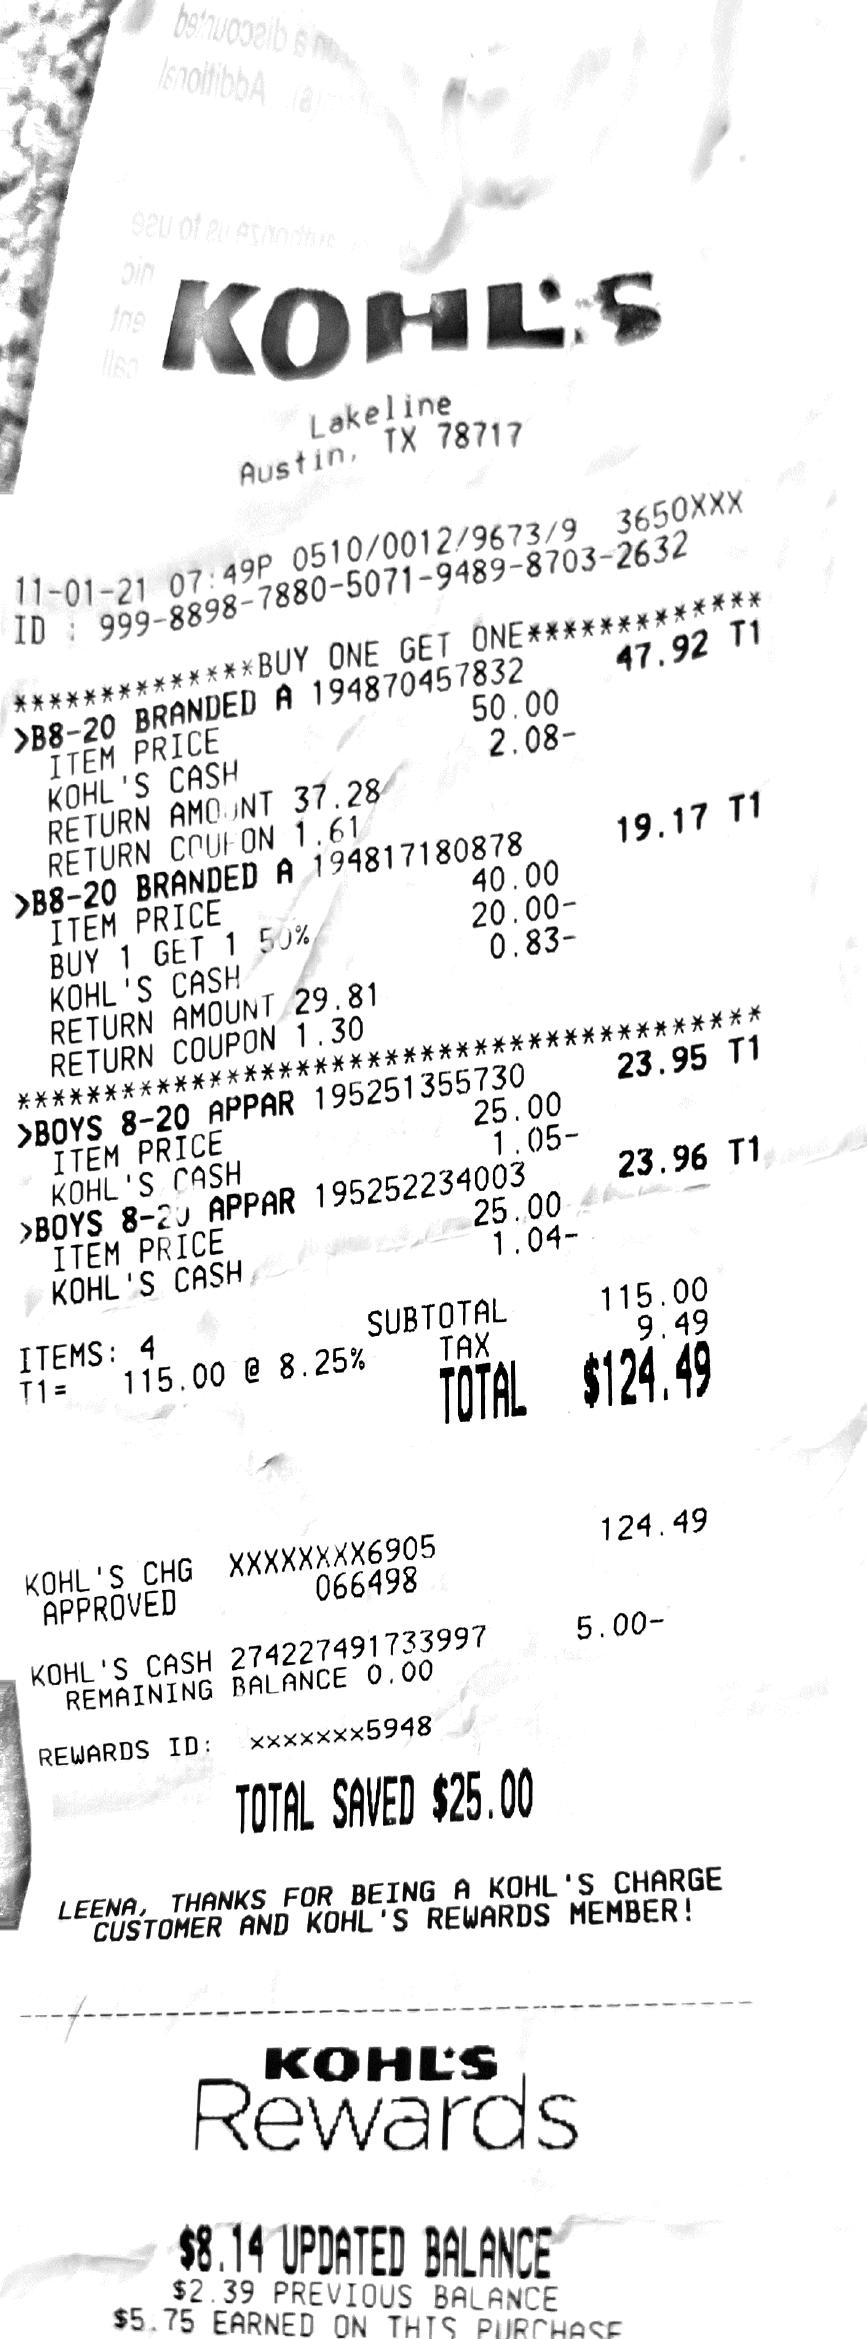 KOHL'S
Lakeline
Austin, TX 78717
11-01-21 07:49P 0510/0012/9673/9 3650XXX
ID : 999-8898-7880-5071-9489-8703-2632
**************BUY ONE GET ONE*************
>B8-20 BRANDED A 194870457832 47.92 T1
ITEM PRICE 50.00
KOHL'S CASH 2.08-
RETURN AMOUNT 37.28
RETURN COUPON 1.61
>B8-20 BRANDED A 194817180878 19.17 T1
ITEM PRICE 40.00
BUY 1 GET 1 50% 20.00-
KOHL'S CASH 0.83-
RETURN AMOUNT 29.81
RETURN COUPON 1.30
******************************************
>BOYS 8-20 APPAR 195251355730 23.95 T1
ITEM PRICE 25.00
KOHL'S CASH 1.05-
>BOYS 8-20 APPAR 195252234003 23.96 T1
ITEM PRICE 25.00
KOHL'S CASH 1.04-
SUBTOTAL 115.00
ITEMS: 4 TAX 9.49
T1= 115.00 @ 8.25%
TOTAL $124.49
KOHL'S CHG XXXXXXXX6905 124.49
APPROVED 066498
KOHL'S CASH 274227491733997 5.00-
REMAINING BALANCE 0.00
REWARDS ID: xxxxxxx5948
TOTAL SAVED $25.00
LEENA, THANKS FOR BEING A KOHL'S CHARGE
CUSTOMER AND KOHL'S REWARDS MEMBER!
KOHL'S
Rewards
$8.14 UPDATED BALANCE
$2.39 PREVIOUS BALANCE
$5.75 EARNED ON THIS PURCHASE